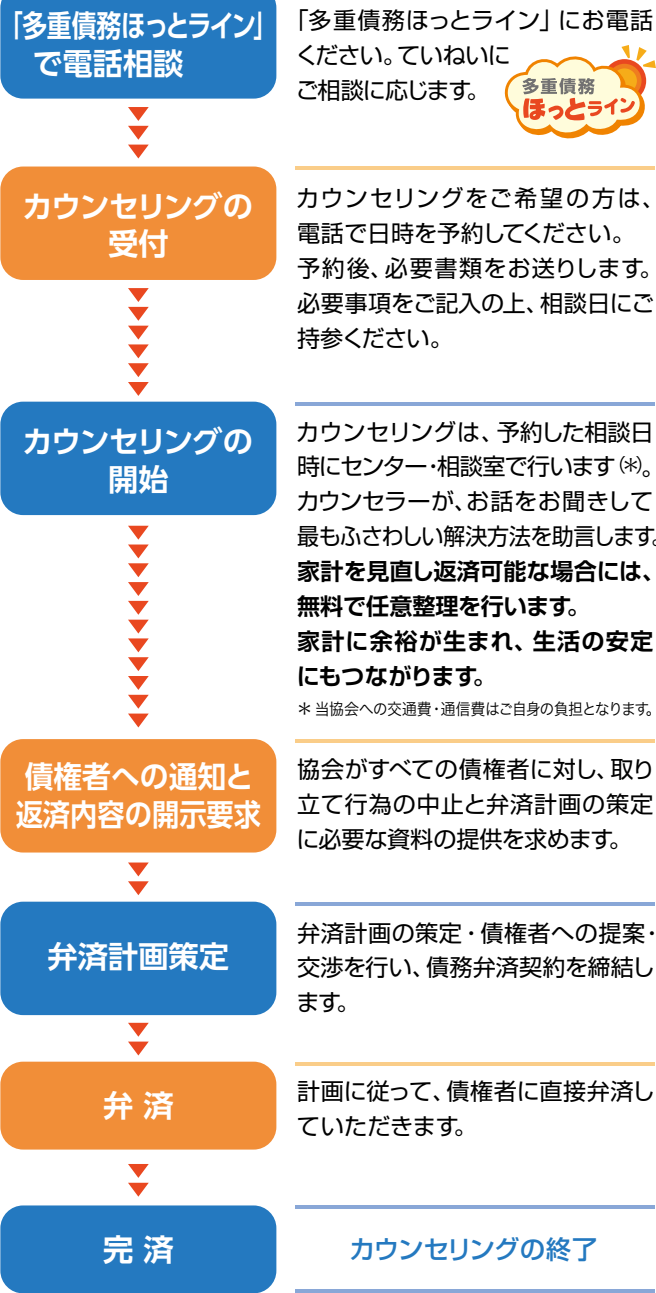 「多重債務ほっとライン」
で電話相談
「多重債務ほっとライン」にお電話
ください。ていねいに
ご相談に応じます。
多重債務
ほっとライン
カウンセリングの
受付
カウンセリングをご希望の方は、
電話で日時を予約してください。
予約後、必要書類をお送りします。
必要事項をご記入の上、相談日にご
持参ください。
カウンセリングの
開始
カウンセリングは、予約した相談日
時にセンター・相談室で行います(＊)。
カウンセラーが、お話をお聞きして
最もふさわしい解決方法を助言します。
家計を見直し返済可能な場合には、
無料で任意整理を行います。
家計に余裕が生まれ、生活の安定
にもつながります。
＊当協会への交通費・通信費はご自身の負担となります。
債権者への通知と
返済内容の開示要求
協会がすべての債権者に対し、取り
立て行為の中止と弁済計画の策定
に必要な資料の提供を求めます。
弁済計画策定
弁済計画の策定・債権者への提案・
交渉を行い、債務弁済契約を締結し
ます。
弁 済
計画に従って、債権者に直接弁済し
ていただきます。
完 済
カウンセリングの終了